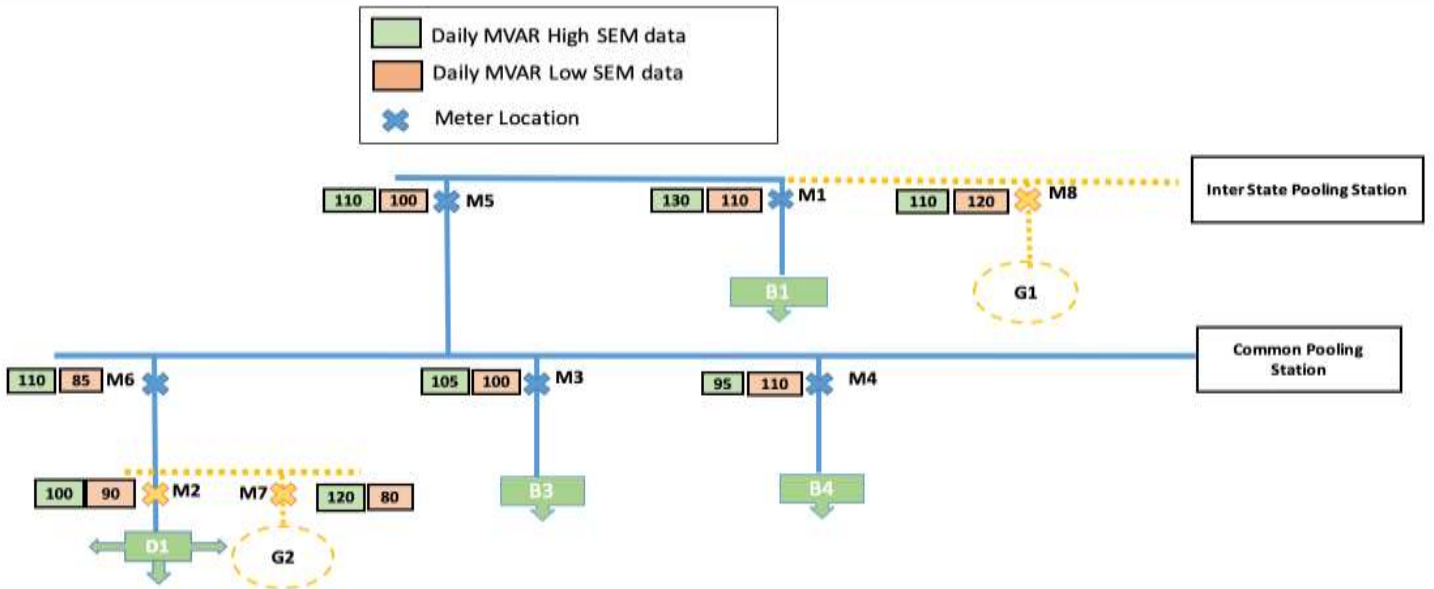 Daily MVAR High SEM data
Daily MVAR Low SEM data
Meter Location
Inter State Pooling Station
110 100 M5
130 110 M1
110 120 M8
B1
G1
Common Pooling
Station
110 85 M6
105 100 M3
95 110 M4
100 90 M2
M7 120 80
B3
B4
D1
G2